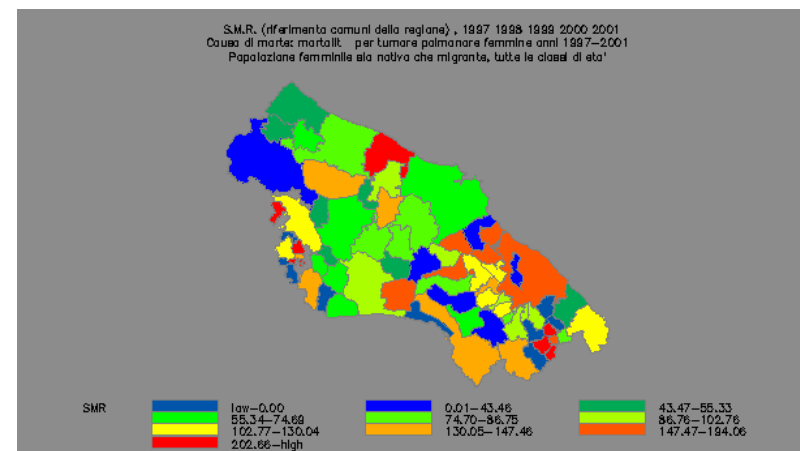 S.M.R. (riferimento comuni della regione) , 1997 1998 1999 2000 2001
Causa di morte: mortalit per tumore polmonare femmine anni 1997-2001
Popolazione femminile sia nativa che migrante, tutte le classi di eta'
SMR low-0.00 0.01-43.46 43.47-55.33
55.34-74.69 74.70-86.75 86.76-102.76
102.77-130.04 130.05-147.46 147.47-194.06
202.66-high